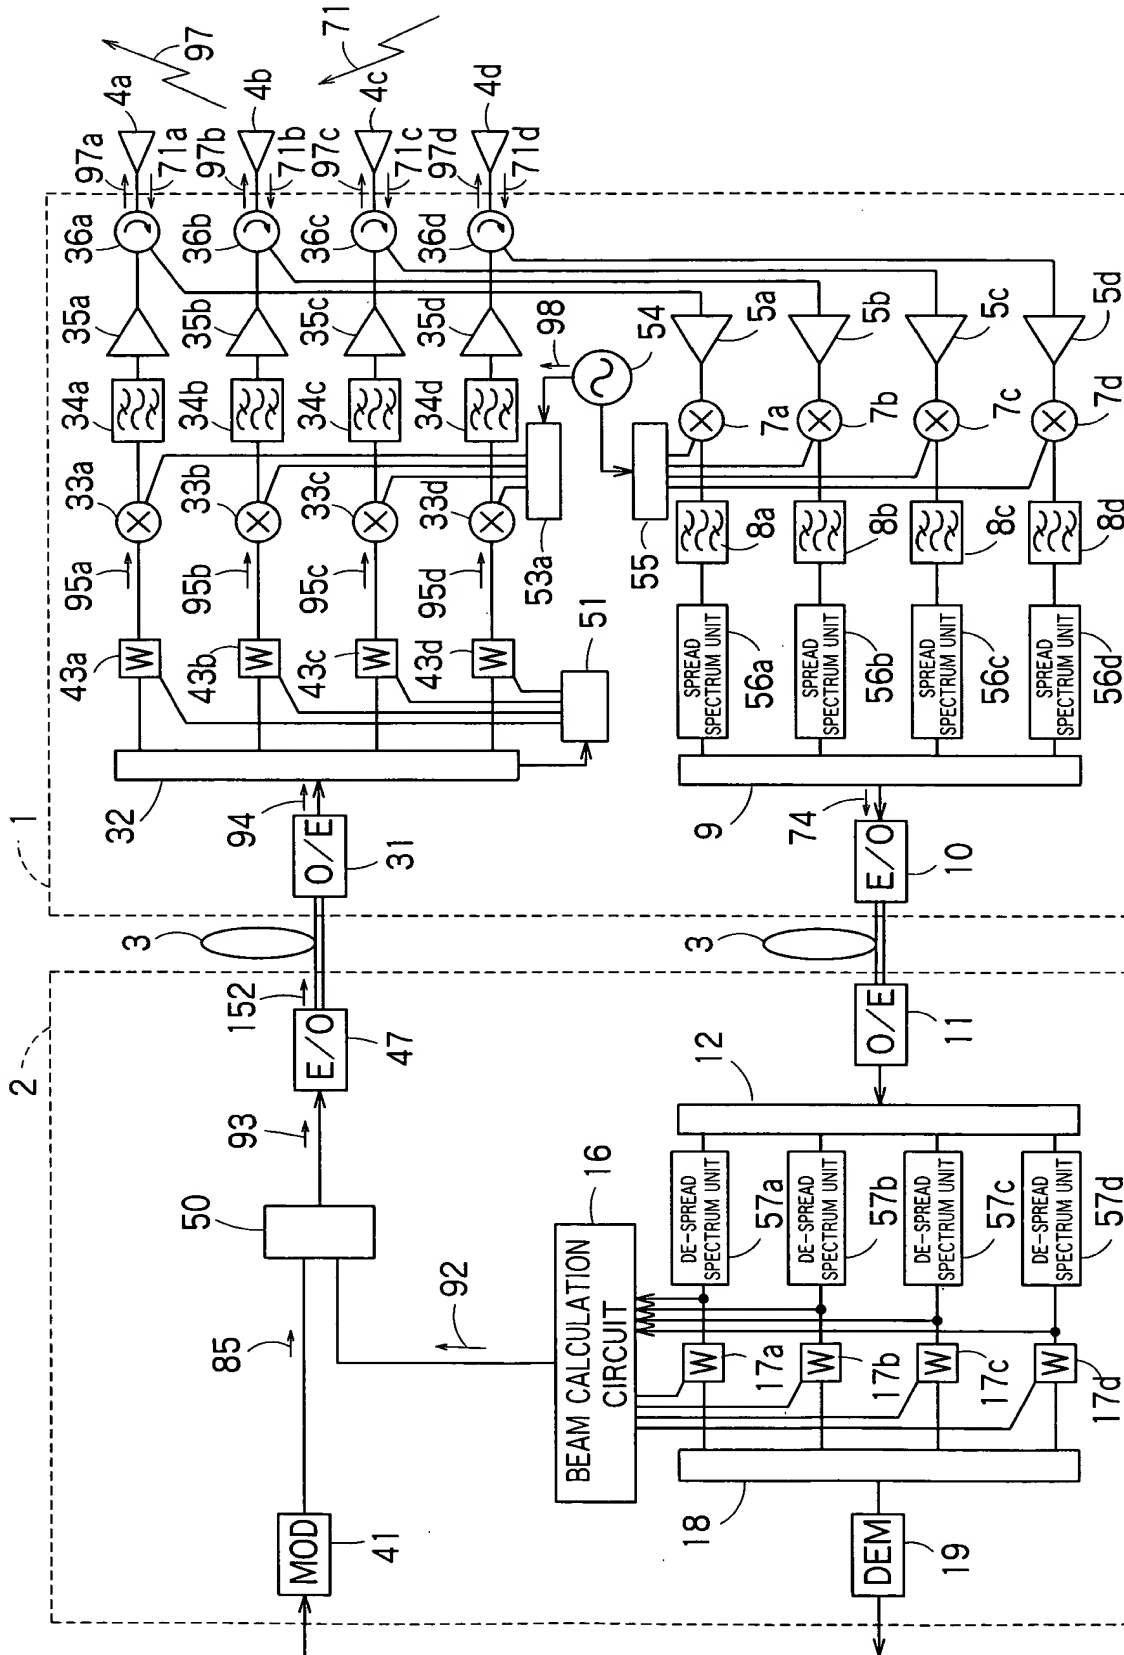 2
1
MOD
41
85
50
93
E/O
47
152
3
O/E
31
94
32
43a
W
95a
33a
34a
35a
36a
97a
71a
4a
97
43b
W
95b
33b
34b
35b
36b
97b
71b
4b
43c
W
95c
33c
34c
35c
36c
97c
71c
4c
71
43d
W
95d
33d
34d
35d
36d
97d
71d
4d
51
53a
98
54
55
92
BEAM CALCULATION
CIRCUIT
16
DEM
19
18
W
17a
W
17b
W
17c
W
17d
DE-SPREAD
SPECTRUM UNIT
57a
DE-SPREAD
SPECTRUM UNIT
57b
DE-SPREAD
SPECTRUM UNIT
57c
DE-SPREAD
SPECTRUM UNIT
57d
12
O/E
11
3
E/O
10
74
9
SPREAD
SPECTRUM UNIT
56a
SPREAD
SPECTRUM UNIT
56b
SPREAD
SPECTRUM UNIT
56c
SPREAD
SPECTRUM UNIT
56d
8a
8b
8c
8d
7a
7b
7c
7d
5a
5b
5c
5d